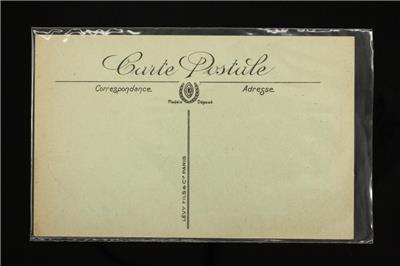 Carte Postale
Correspondance. Adresse.
Modèle Déposé
LÉVY FILS & Cie PARIS